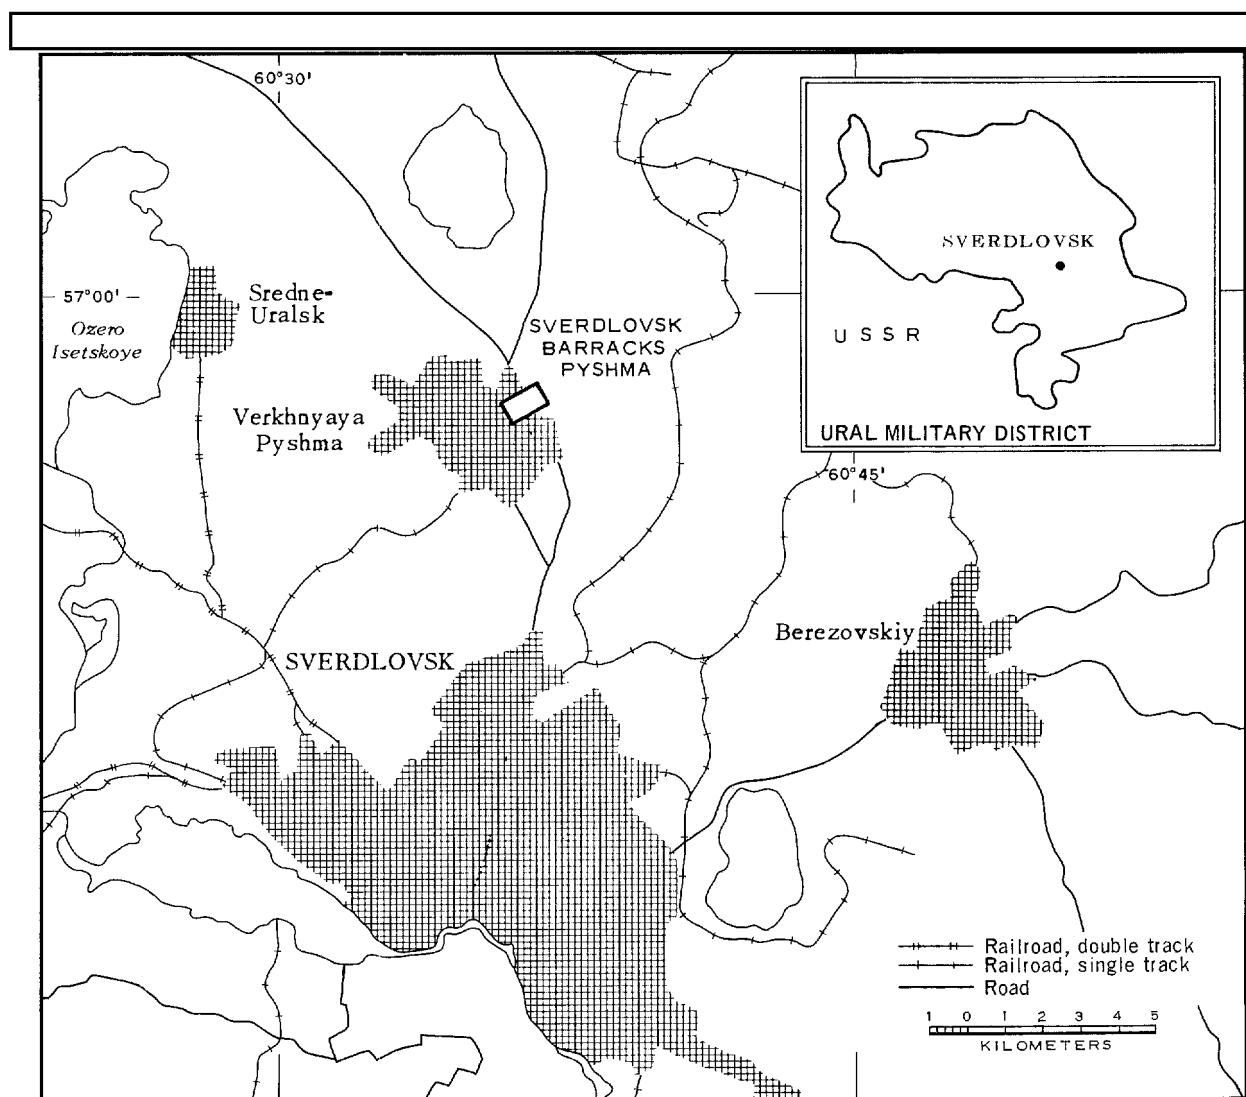 60°30'
SVERDLOVSK
U S S R
URAL MILITARY DISTRICT
57°00'
Sredne-
Uralsk
Ozero
Isetskoye
SVERDLOVSK
BARRACKS
PYSHMA
Verkhnyaya
Pyshma
60°45'
Berezovskiy
SVERDLOVSK
Railroad, double track
Railroad, single track
Road
1 0 1 2 3 4 5
KILOMETERS